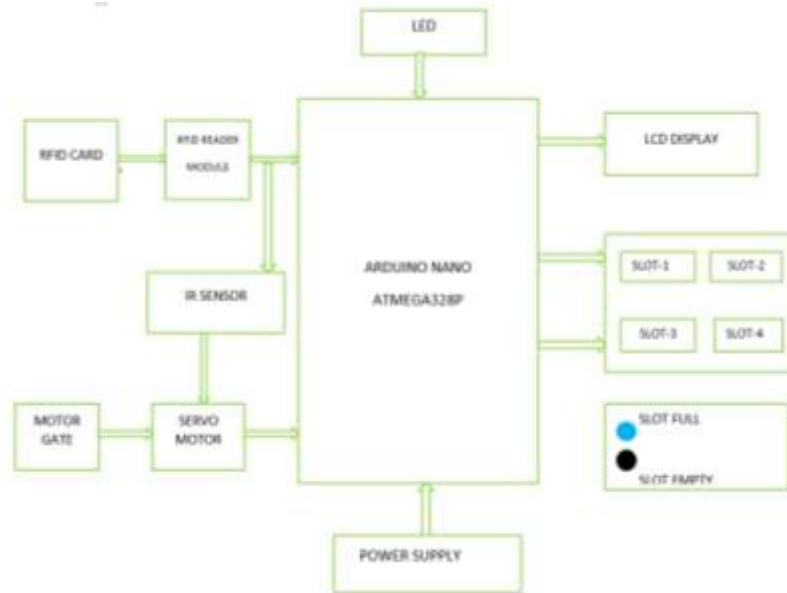 LED
RFID CARD
RFID READER
MODULE
LCD DISPLAY
ARDUINO NANO
ATMEGA328P
SLOT-1
SLOT-2
IR SENSOR
SLOT-3
SLOT-4
MOTOR
GATE
SERVO
MOTOR
SLOT FULL
SLOT EMPTY
POWER SUPPLY